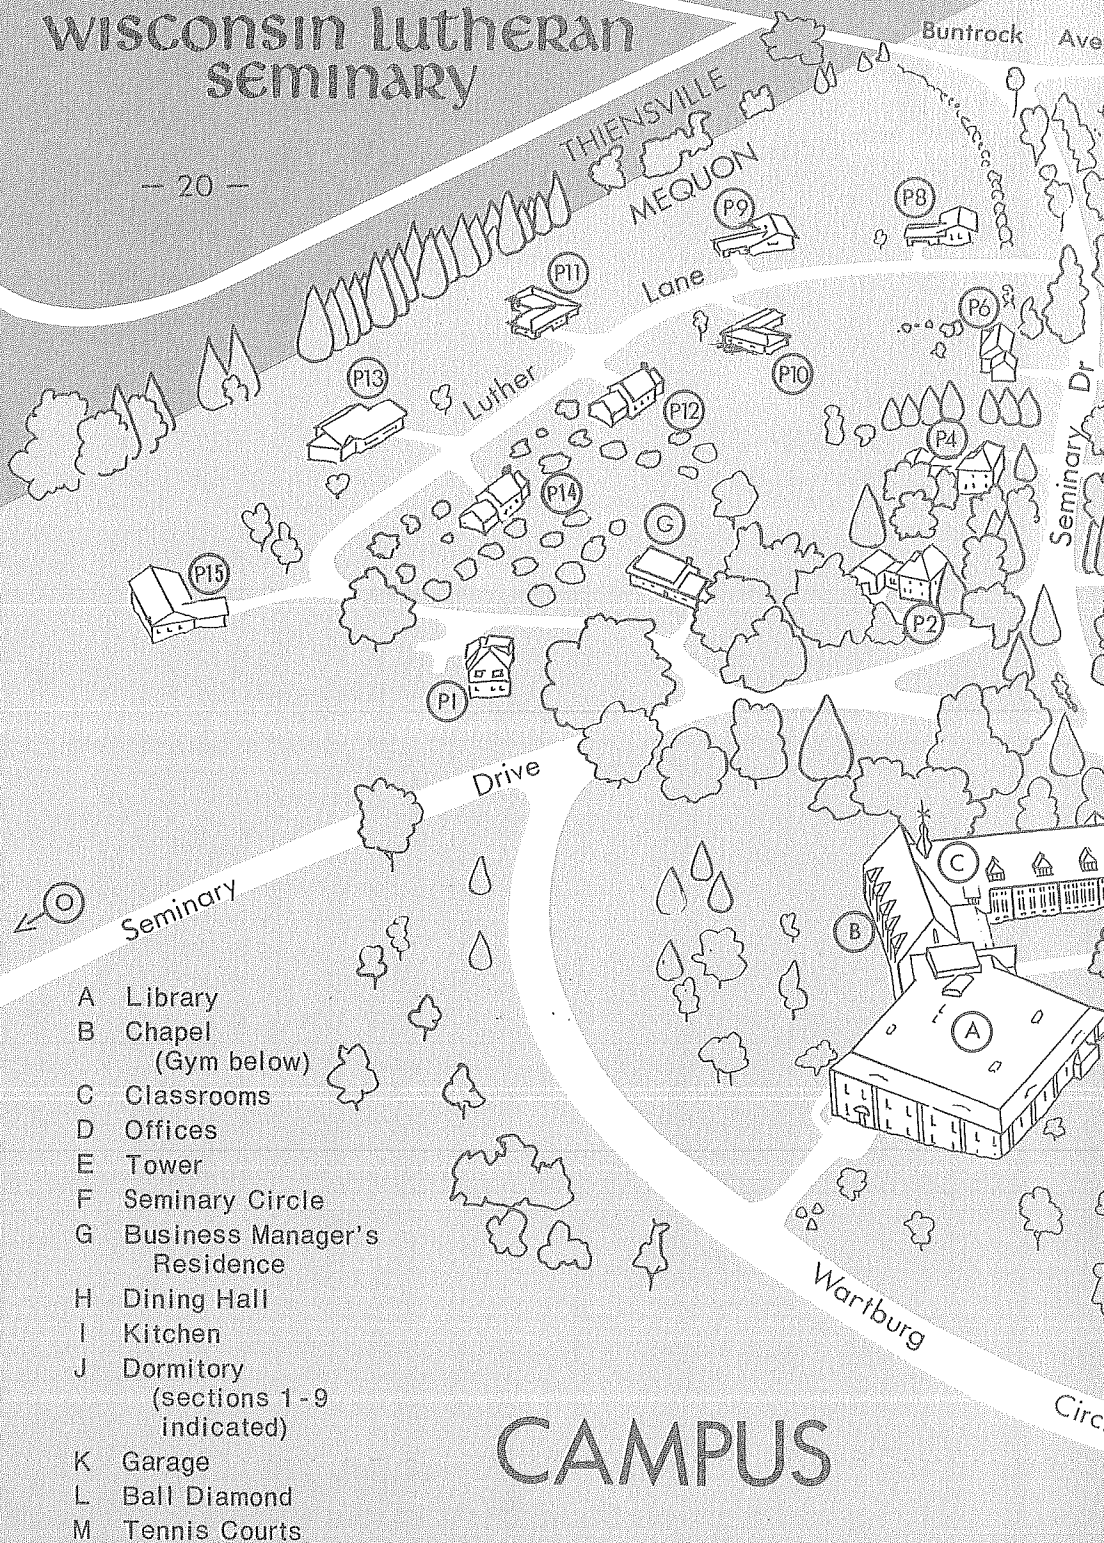 wisconsin lutheran
seminary
— 20 —
Buntrock Ave
THIENSVILLE
MEQUON
P9
P8
P11
Lane
P6
P13
Luther
P10
P12
Dr
P4
P14
G
Seminary
P15
P2
P1
Drive
C
O
Seminary
B
A
A Library
B Chapel
(Gym below)
C Classrooms
D Offices
E Tower
F Seminary Circle
G Business Manager's
Residence
H Dining Hall
I Kitchen
J Dormitory
(sections 1-9
indicated)
K Garage
L Ball Diamond
M Tennis Courts
Wartburg
Circ
CAMPUS